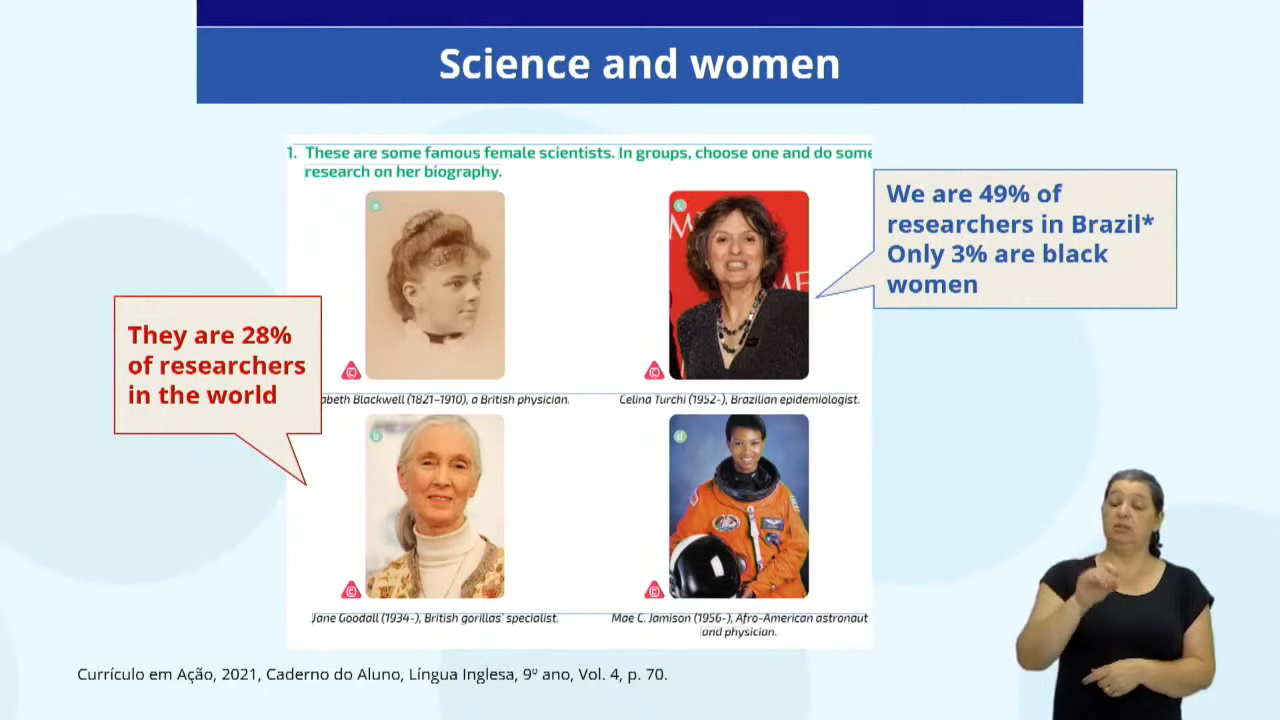 Science and women
1. These are some famous female scientists. In groups, choose one and do some
research on her biography.
a
c
We are 49% of
researchers in Brazil*
Only 3% are black
women
They are 28%
of researchers
in the world
Blackwell (1821–1910), a British physician.
Celina Turchi (1952-), Brazilian epidemiologist.
b
d
Jane Goodall (1934-), British gorillas' specialist.
Mae C. Jamison (1956-), Afro-American astronaut
and physician.
Currículo em Ação, 2021, Caderno do Aluno, Língua Inglesa, 9º ano, Vol. 4, p. 70.